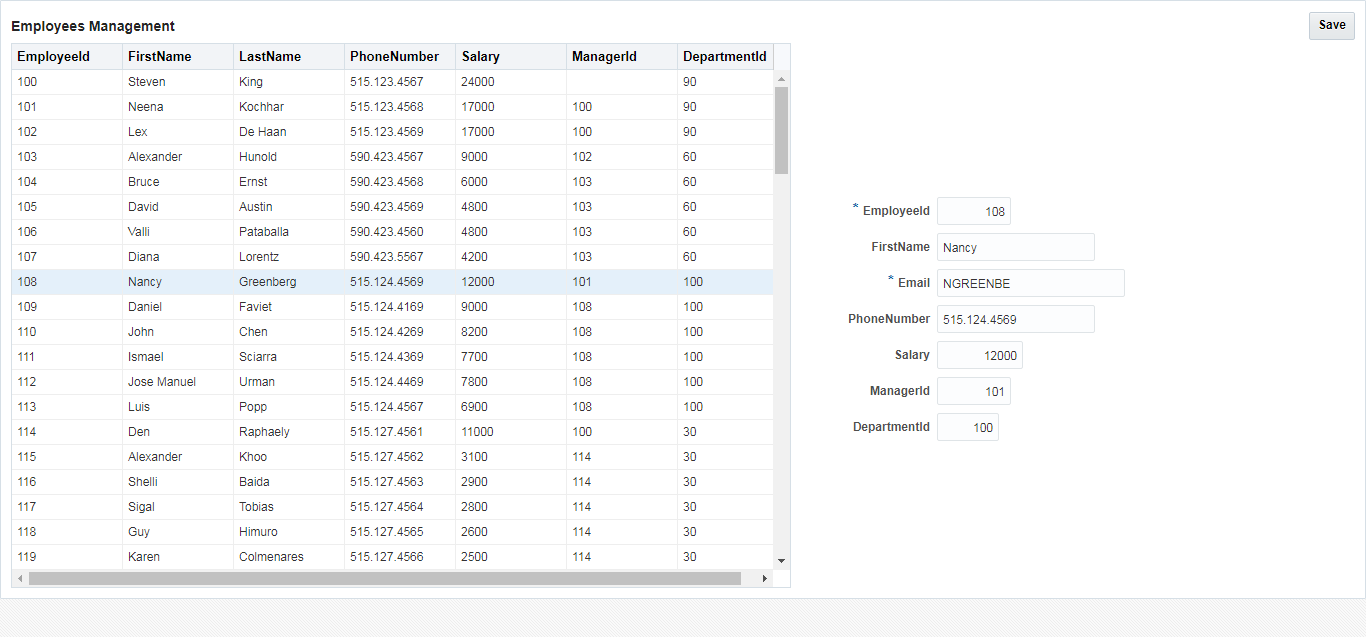 Employees Management
Save
EmployeeId FirstName LastName PhoneNumber Salary ManagerId DepartmentId
100 Steven King 515.123.4567 24000 90
101 Neena Kochhar 515.123.4568 17000 100 90
102 Lex De Haan 515.123.4569 17000 100 90
103 Alexander Hunold 590.423.4567 9000 102 60
104 Bruce Ernst 590.423.4568 6000 103 60
105 David Austin 590.423.4569 4800 103 60
106 Valli Pataballa 590.423.4560 4800 103 60
107 Diana Lorentz 590.423.5567 4200 103 60
108 Nancy Greenberg 515.124.4569 12000 101 100
109 Daniel Faviet 515.124.4169 9000 108 100
110 John Chen 515.124.4269 8200 108 100
111 Ismael Sciarra 515.124.4369 7700 108 100
112 Jose Manuel Urman 515.124.4469 7800 108 100
113 Luis Popp 515.124.4567 6900 108 100
114 Den Raphaely 515.127.4561 11000 100 30
115 Alexander Khoo 515.127.4562 3100 114 30
116 Shelli Baida 515.127.4563 2900 114 30
117 Sigal Tobias 515.127.4564 2800 114 30
118 Guy Himuro 515.127.4565 2600 114 30
119 Karen Colmenares 515.127.4566 2500 114 30
* EmployeeId 108
FirstName Nancy
* Email NGREENBE
PhoneNumber 515.124.4569
Salary 12000
ManagerId 101
DepartmentId 100